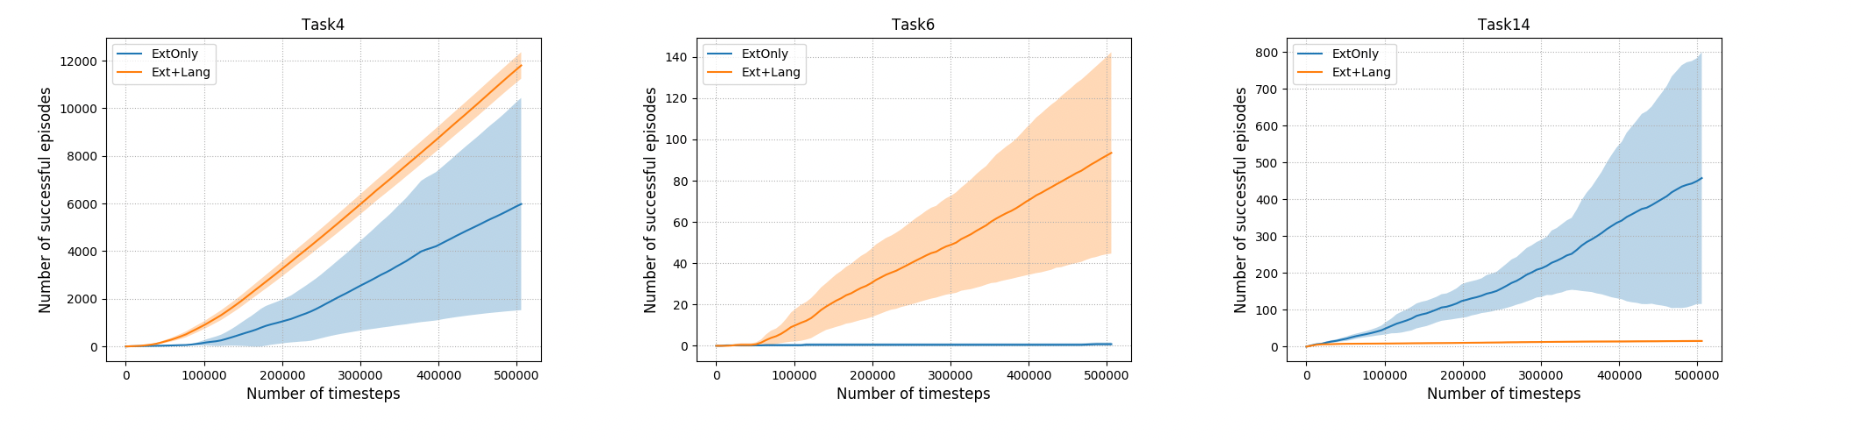 Task4
ExtOnly
Ext+Lang
12000
10000
8000
6000
4000
2000
0
Number of successful episodes
0 100000 200000 300000 400000 500000
Number of timesteps
Task6
ExtOnly
Ext+Lang
140
120
100
80
60
40
20
0
Number of successful episodes
0 100000 200000 300000 400000 500000
Number of timesteps
Task14
ExtOnly
Ext+Lang
800
700
600
500
400
300
200
100
0
Number of successful episodes
0 100000 200000 300000 400000 500000
Number of timesteps